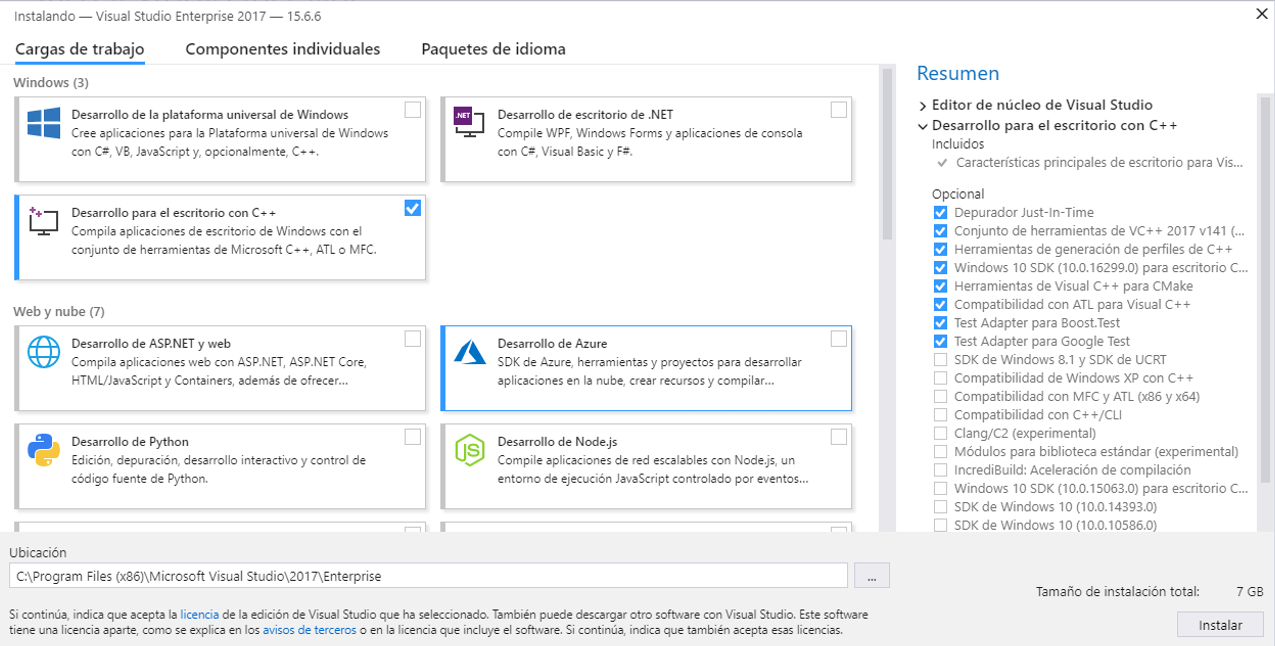 Instalando — Visual Studio Enterprise 2017 — 15.6.6
Cargas de trabajo
Componentes individuales
Paquetes de idioma
Windows (3)
Desarrollo de la plataforma universal de Windows
Cree aplicaciones para la Plataforma universal de Windows
con C#, VB, JavaScript y, opcionalmente, C++.
.NET
Desarrollo de escritorio de .NET
Compile WPF, Windows Forms y aplicaciones de consola
con C#, Visual Basic y F#.
Desarrollo para el escritorio con C++
Compila aplicaciones de escritorio de Windows con el
conjunto de herramientas de Microsoft C++, ATL o MFC.
Web y nube (7)
Desarrollo de ASP.NET y web
Compila aplicaciones web con ASP.NET, ASP.NET Core,
HTML/JavaScript y Containers, además de ofrecer...
Desarrollo de Azure
SDK de Azure, herramientas y proyectos para desarrollar
aplicaciones en la nube, crear recursos y compilar...
Desarrollo de Python
Edición, depuración, desarrollo interactivo y control de
código fuente de Python.
JS
Desarrollo de Node.js
Compile aplicaciones de red escalables con Node.js, un
entorno de ejecución JavaScript controlado por eventos...
Resumen
Editor de núcleo de Visual Studio
Desarrollo para el escritorio con C++
Incluidos
Características principales de escritorio para Vis...
Opcional
Depurador Just-In-Time
Conjunto de herramientas de VC++ 2017 v141 (...
Herramientas de generación de perfiles de C++
Windows 10 SDK (10.0.16299.0) para escritorio C...
Herramientas de Visual C++ para CMake
Compatibilidad con ATL para Visual C++
Test Adapter para Boost.Test
Test Adapter para Google Test
SDK de Windows 8.1 y SDK de UCRT
Compatibilidad de Windows XP con C++
Compatibilidad con MFC y ATL (x86 y x64)
Compatibilidad con C++/CLI
Clang/C2 (experimental)
Módulos para biblioteca estándar (experimental)
IncrediBuild: Aceleración de compilación
Windows 10 SDK (10.0.15063.0) para escritorio C...
SDK de Windows 10 (10.0.14393.0)
SDK de Windows 10 (10.0.10586.0)
Ubicación
C:\Program Files (x86)\Microsoft Visual Studio\2017\Enterprise
...
Tamaño de instalación total: 7 GB
Si continúa, indica que acepta la licencia de la edición de Visual Studio que ha seleccionado. También puede descargar otro software con Visual Studio. Este software
tiene una licencia aparte, como se explica en los avisos de terceros o en la licencia que incluye el software. Si continúa, indica que también acepta esas licencias.
Instalar